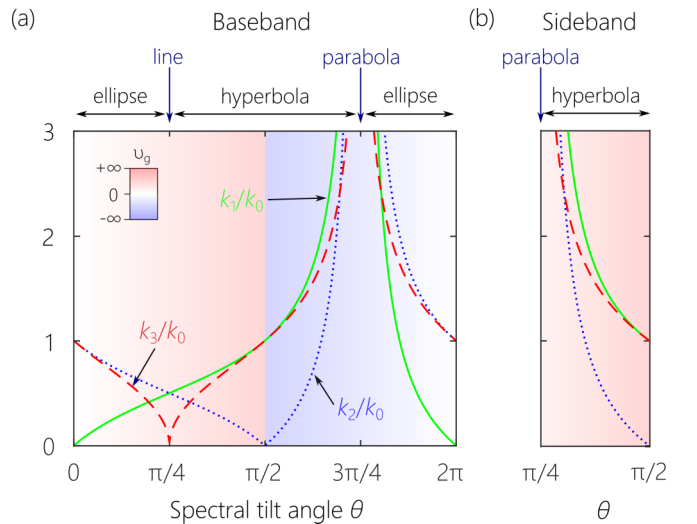 (a) Baseband
line parabola
ellipse hyperbola ellipse
3
2
1
0
υg
+∞
0
-∞
k1/k0
k3/k0
k2/k0
0 π/4 π/2 3π/4 2π
Spectral tilt angle θ
(b) Sideband
parabola
hyperbola
π/4 π/2
θ